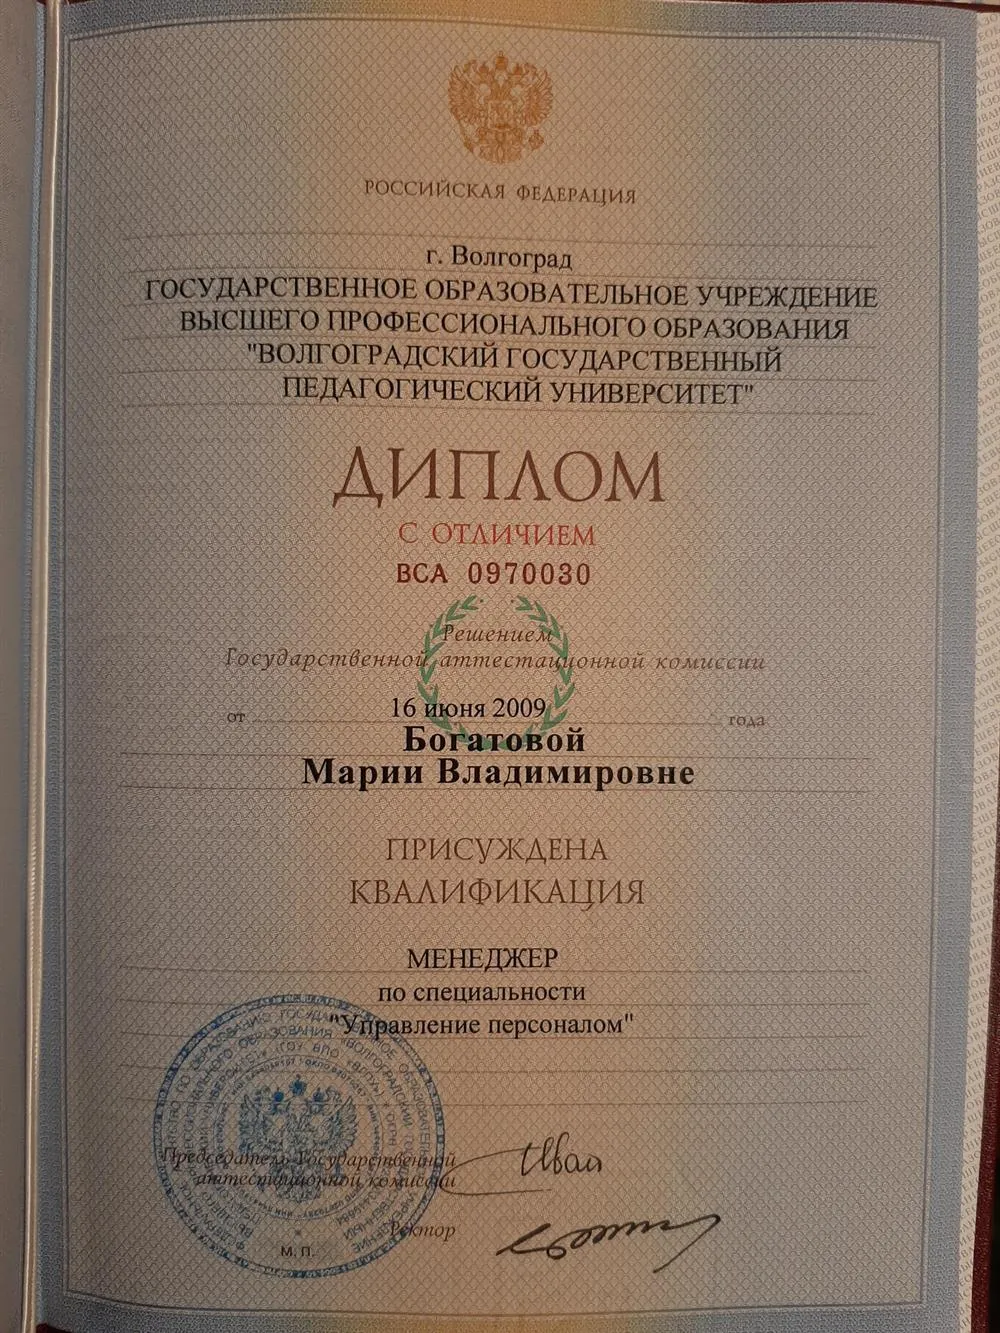 РОССИЙСКАЯ ФЕДЕРАЦИЯ
г. Волгоград
ГОСУДАРСТВЕННОЕ ОБРАЗОВАТЕЛЬНОЕ УЧРЕЖДЕНИЕ
ВЫСШЕГО ПРОФЕССИОНАЛЬНОГО ОБРАЗОВАНИЯ
"ВОЛГОГРАДСКИЙ ГОСУДАРСТВЕННЫЙ
ПЕДАГОГИЧЕСКИЙ УНИВЕРСИТЕТ"
ДИПЛОМ
С ОТЛИЧИЕМ
ВСА 0970030
Решением
Государственной аттестационной комиссии
от 16 июня 2009 года
Богатовой
Марии Владимировне
ПРИСУЖДЕНА
КВАЛИФИКАЦИЯ
МЕНЕДЖЕР
по специальности
"Управление персоналом"
Председатель Государственной
аттестационной комиссии
Ректор
М. П.